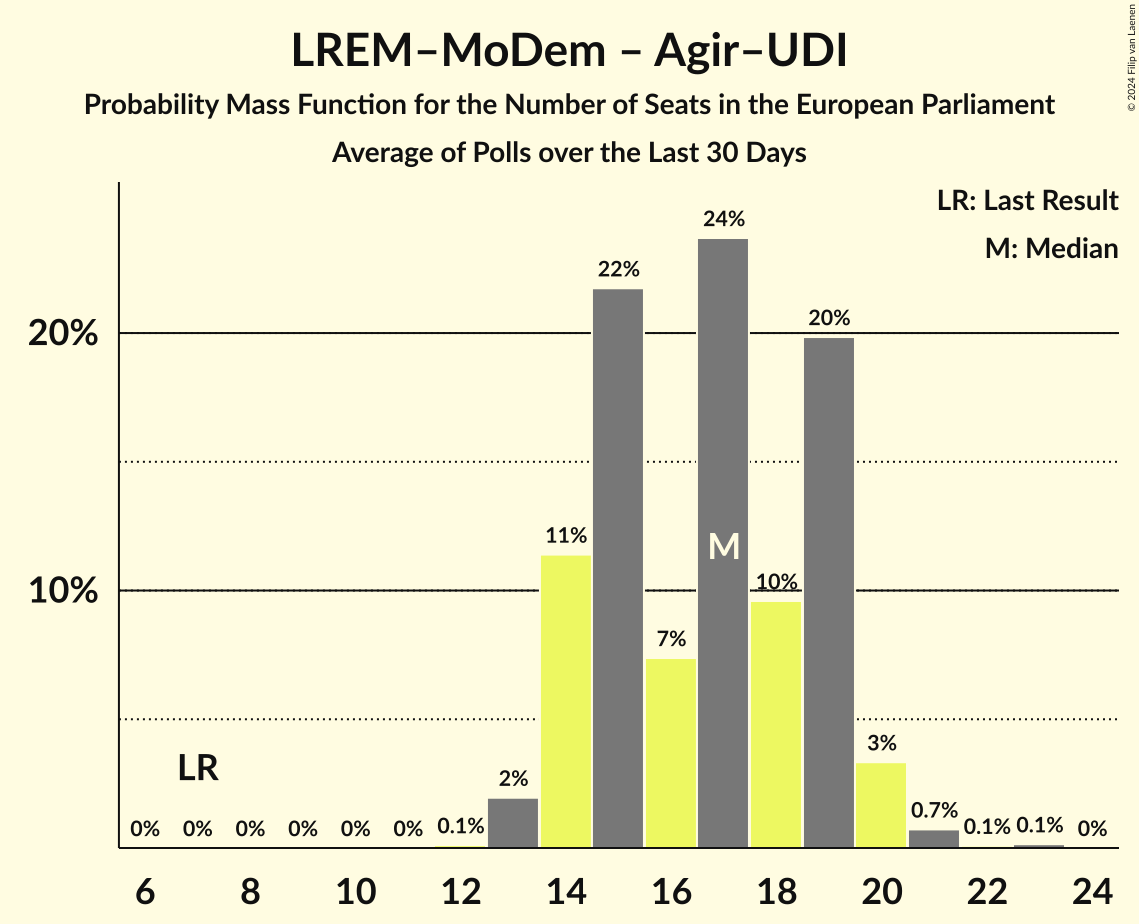 LREM–MoDem – Agir–UDI
Probability Mass Function for the Number of Seats in the European Parliament
Average of Polls over the Last 30 Days
© 2024 Filip van Laenen
LR: Last Result
M: Median
20%
10%
0% 0% 0% 0% 0% 0% 0.1% 2% 11% 22% 7% 24% 10% 20% 3% 0.7% 0.1% 0.1% 0%
LR
M
6 8 10 12 14 16 18 20 22 24